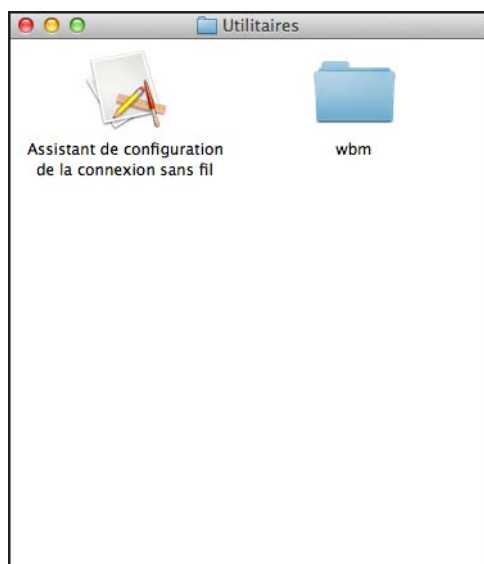 Utilitaires
Assistant de configuration
de la connexion sans fil
wbm